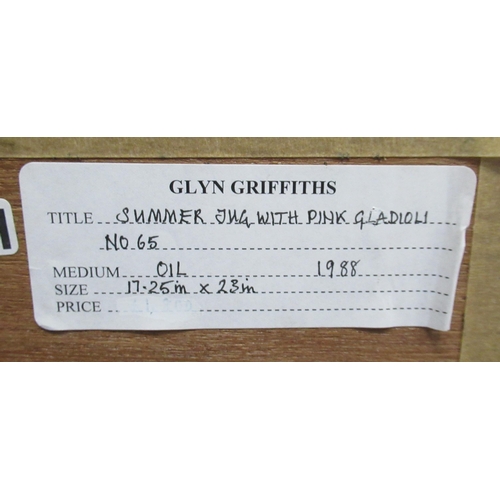 GLYN GRIFFITHS
TITLE SUMMER JUG WITH PINK GLADIOLI
NO 65
MEDIUM OIL 1988
SIZE 17.25in x 23in
PRICE